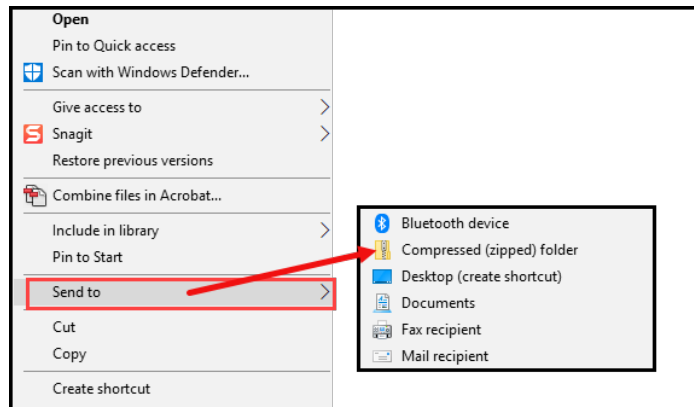 Open
Pin to Quick access
Scan with Windows Defender...
Give access to
Snagit
Restore previous versions
Combine files in Acrobat...
Include in library
Pin to Start
Send to
Cut
Copy
Create shortcut
Bluetooth device
Compressed (zipped) folder
Desktop (create shortcut)
Documents
Fax recipient
Mail recipient